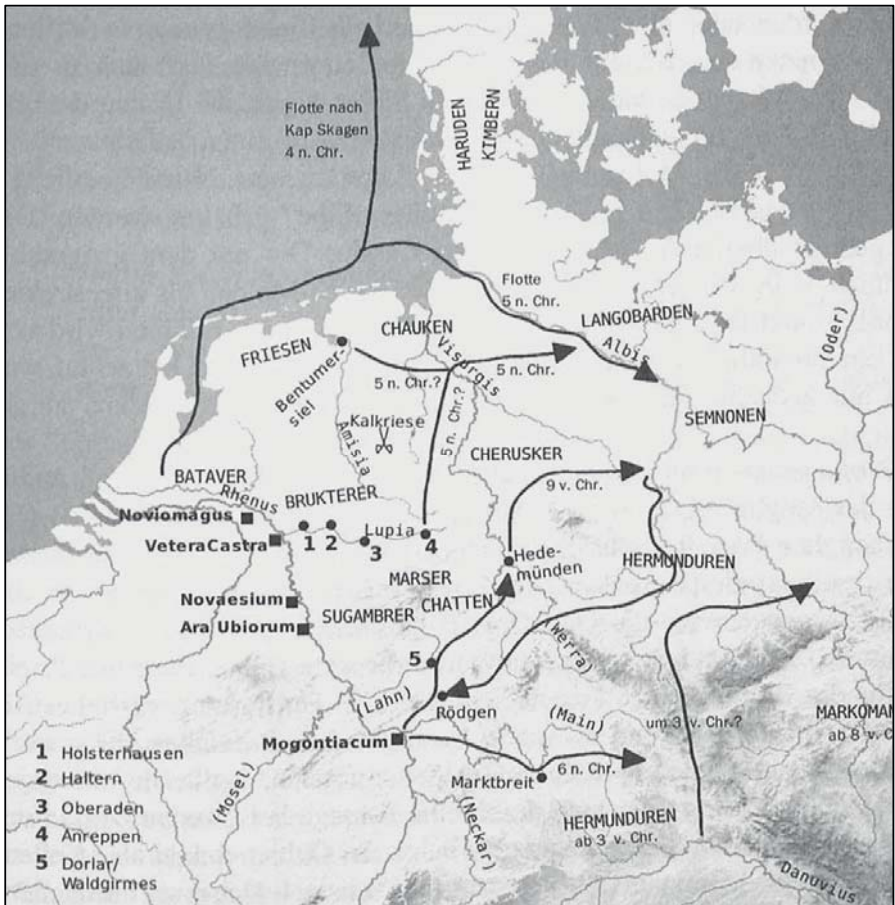 Flotte nach
Kap Skagen
4 n. Chr.
HARUDEN
KIMBERN
Flotte
5 n. Chr.
LANGOBARDEN
CHAUKEN
FRIESEN
Visurgis
Albis
(Oder)
Bentumer-
siel
5 n. Chr.?
5 n. Chr.
5 n. Chr.?
SEMNONEN
Kalkriese
Amisia
CHERUSKER
BATAVER
Rhenus
BRUKTERER
9 v. Chr.
Noviomagus
Lupia
VeteraCastra
1 2 3 4
Hede-
münden
HERMUNDUREN
MARSER
CHATTEN
Novaesium
SUGAMBRER
Ara Ubiorum
(Werra)
5
(Lahn)
Rödgen
(Main)
um 3 v. Chr.?
MARKOMAN
ab 8 v. C
Mogontiacum
6 n. Chr.
Marktbreit
(Mosel)
(Neckar)
HERMUNDUREN
ab 3 v. Chr.
Danuvius
1 Holsterhausen
2 Haltern
3 Oberaden
4 Anreppen
5 Dorlar/
Waldgirmes